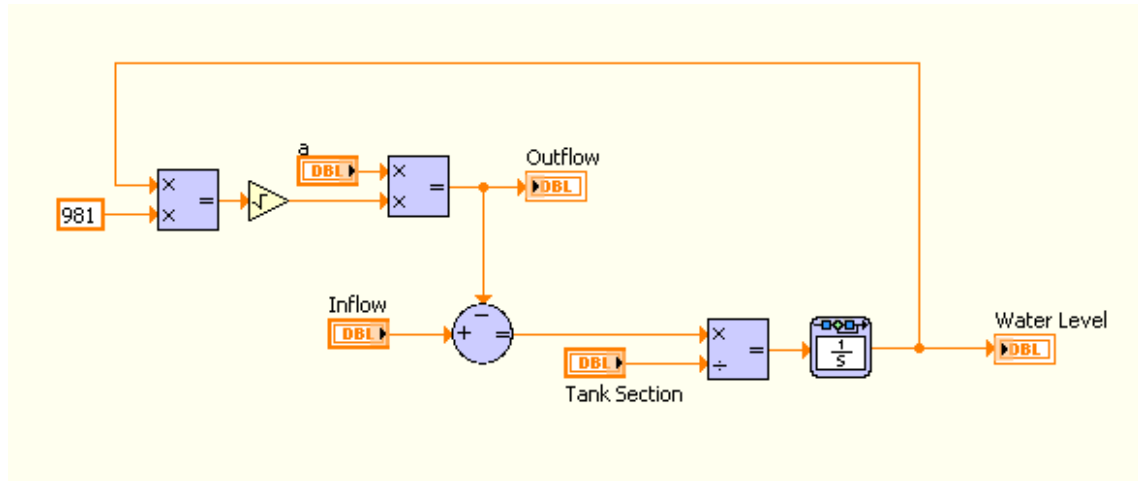 a
DBL
Outflow
DBL
×
×
=
×
×
=
√
981
Inflow
DBL
−
+
=
DBL
Tank Section
×
÷
=
1
S
Water Level
DBL